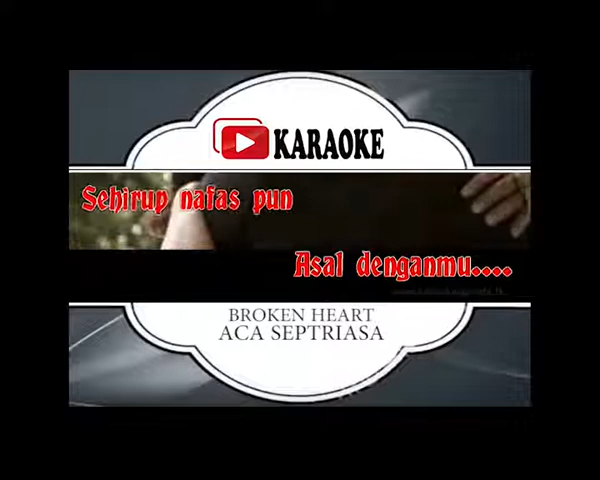 KARAOKE
Sehirup nafas pun
Asal denganmu....
BROKEN HEART
ACA SEPTRIASA